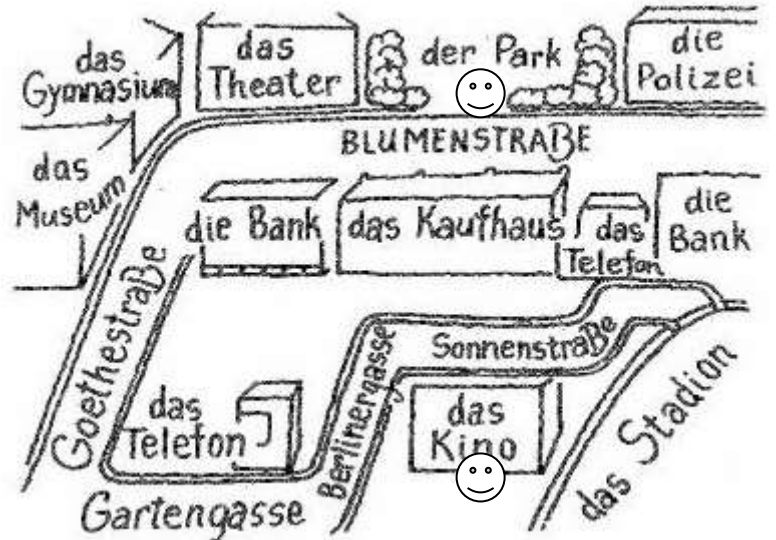 das
Gymnasium
das
Theater
der Park
die
Polizei
BLUMENSTRAßE
das
Museum
die Bank
das Kaufhaus
das
Telefon
die
Bank
Goethestraße
Sonnenstraße
Berlinergasse
das
Telefon
das
Kino
das Stadion
Gartengasse